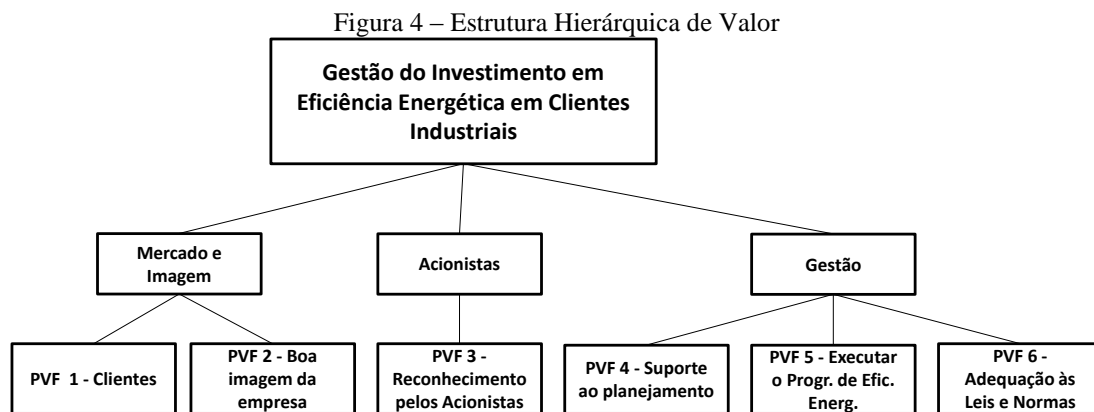 Figura 4 – Estrutura Hierárquica de Valor
Gestão do Investimento em
Eficiência Energética em Clientes
Industriais
Mercado e
Imagem
Acionistas
Gestão
PVF 1 - Clientes
PVF 2 - Boa
imagem da
empresa
PVF 3 -
Reconhecimento
pelos Acionistas
PVF 4 - Suporte
ao planejamento
PVF 5 - Executar
o Progr. de Efic.
Energ.
PVF 6 -
Adequação às
Leis e Normas